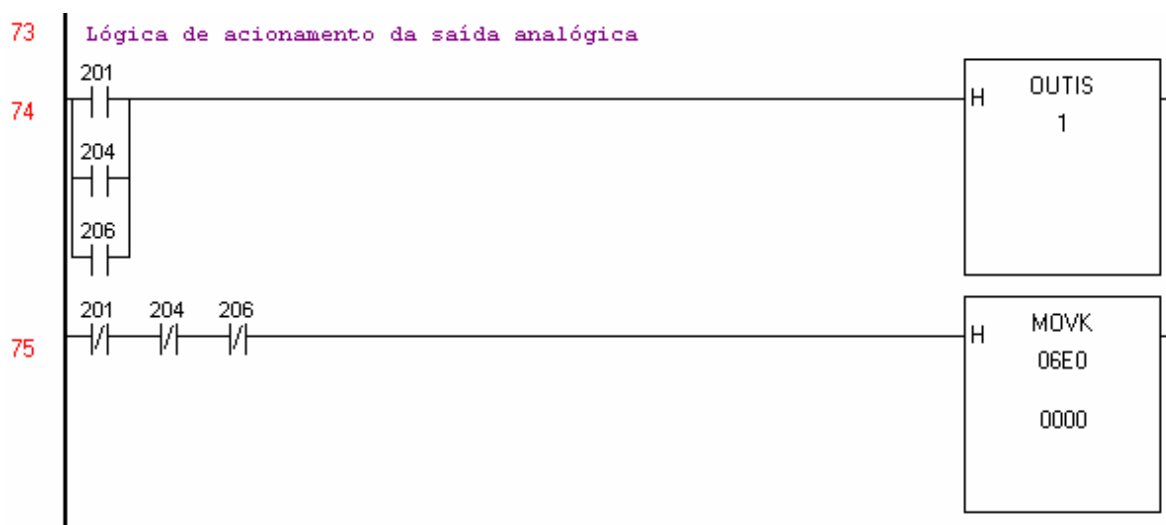 73 Lógica de acionamento da saída analógica
201
74
H OUTIS
1
204
206
201 204 206
75
H MOVK
06E0
0000